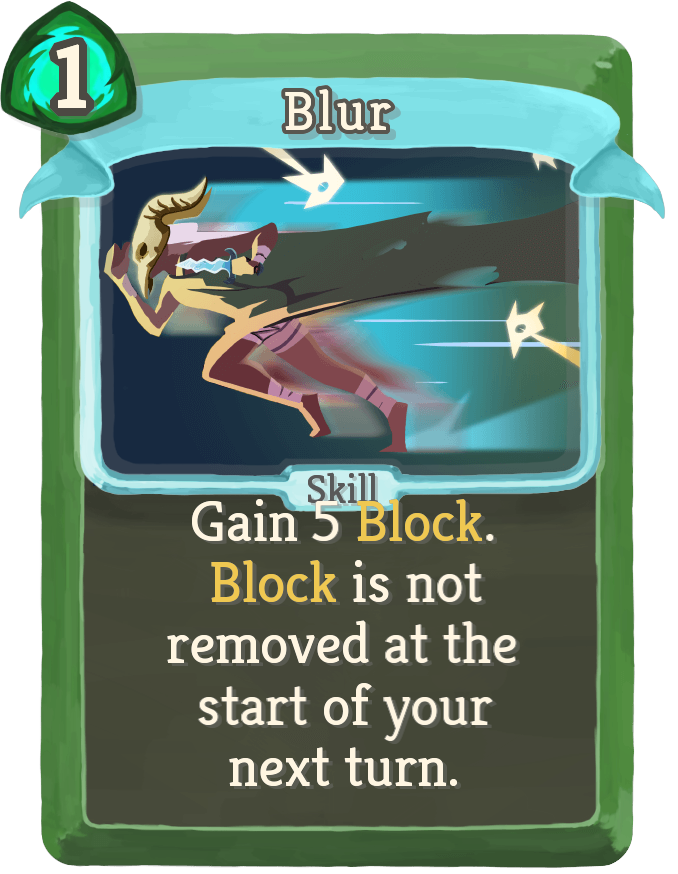 1
Blur
Skill
Gain 5 Block.
Block is not
removed at the
start of your
next turn.